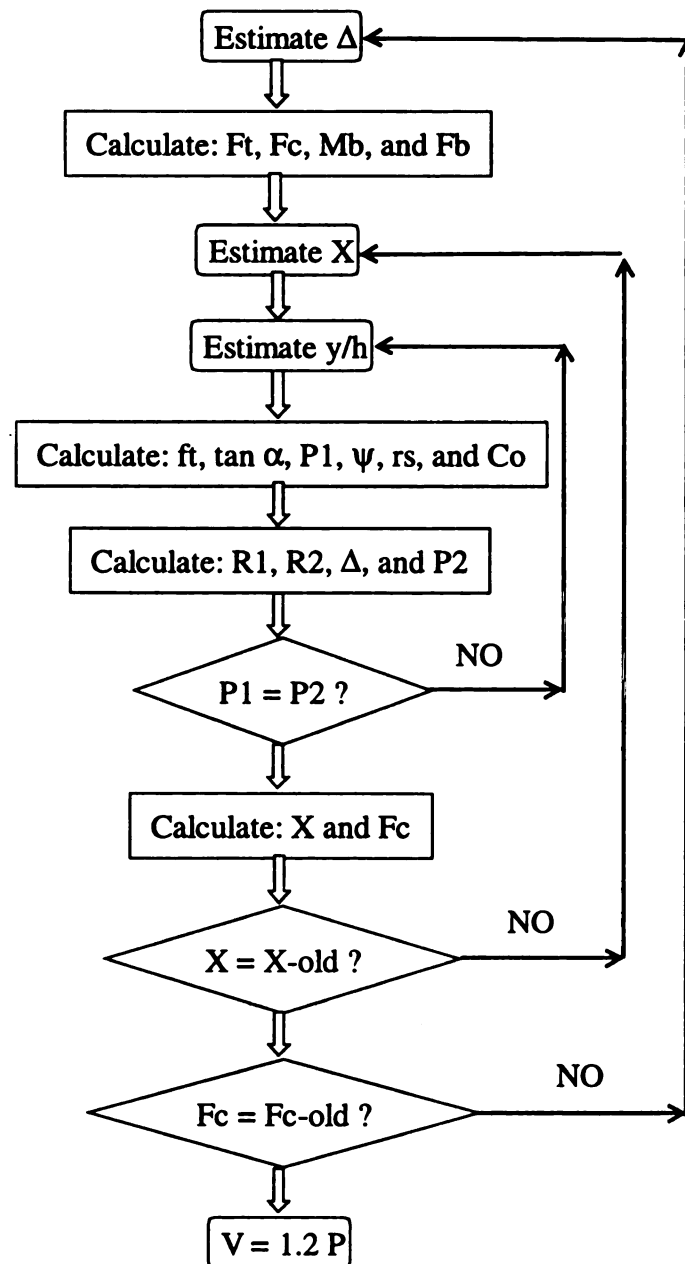 Estimate Δ
Calculate: Ft, Fc, Mb, and Fb
Estimate X
Estimate y/h
Calculate: ft, tan α, P1, ψ, rs, and Co
Calculate: R1, R2, Δ, and P2
NO
P1 = P2 ?
Calculate: X and Fc
NO
X = X-old ?
NO
Fc = Fc-old ?
V = 1.2 P